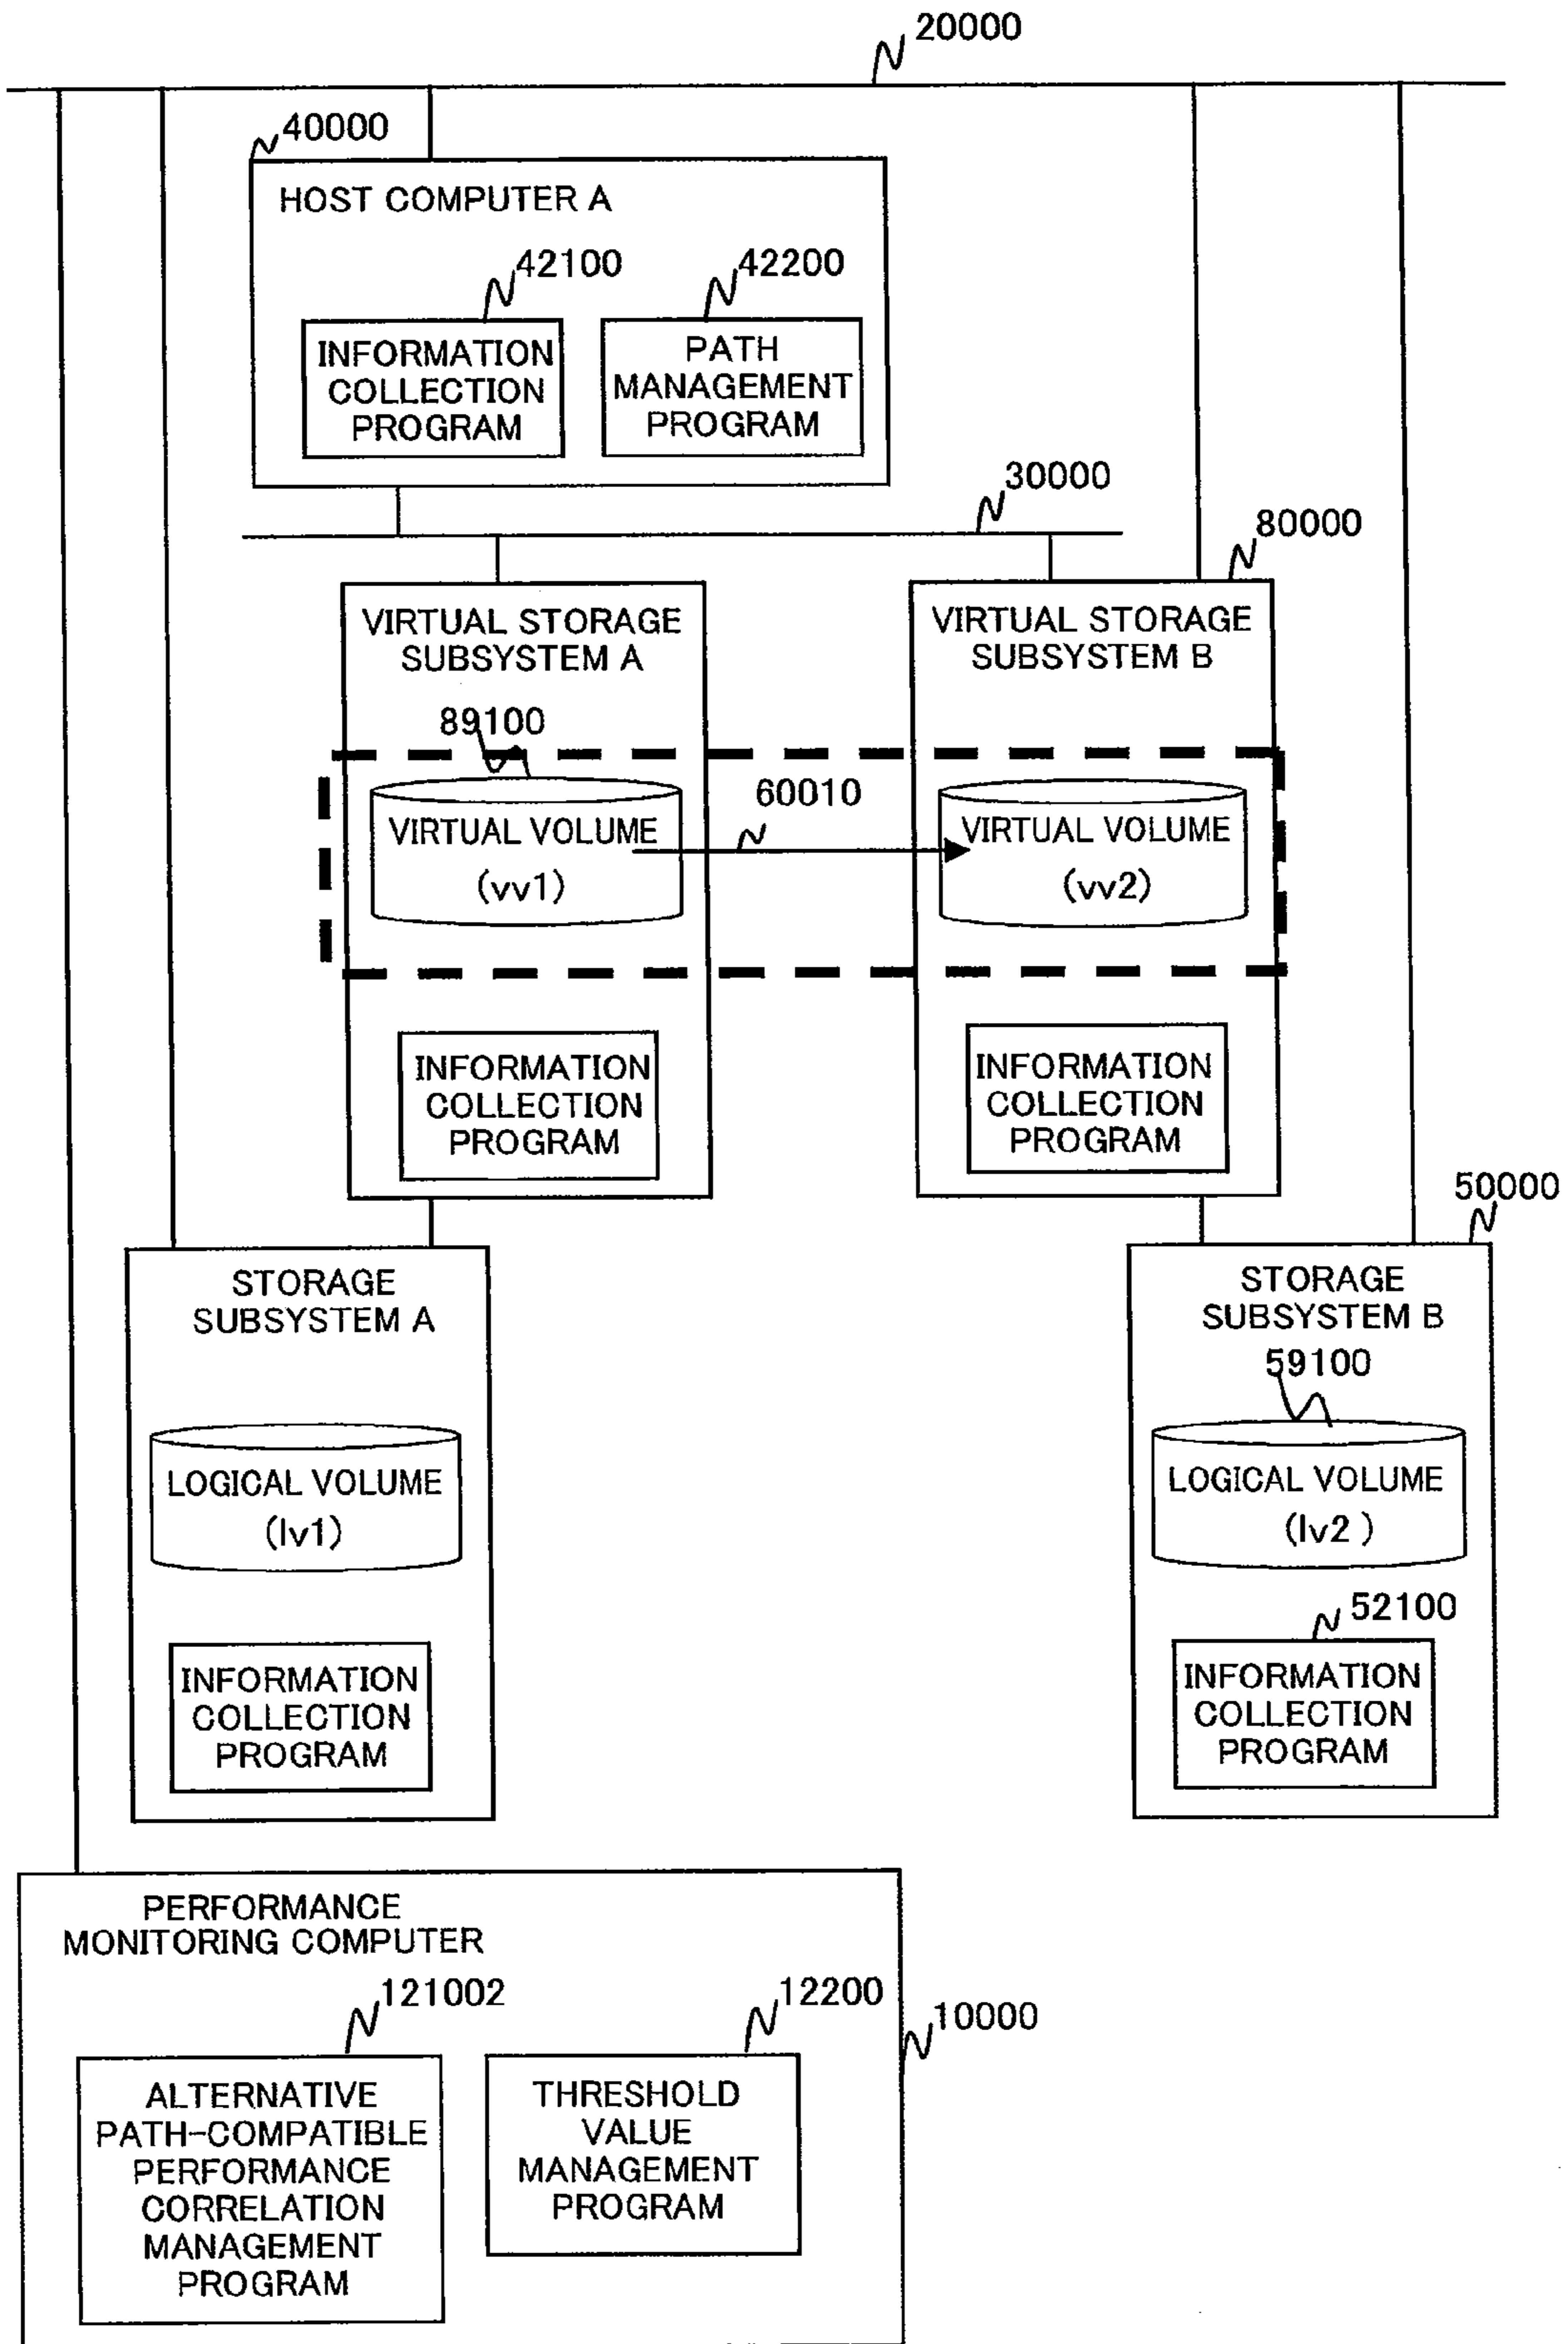 20000
40000
HOST COMPUTER A
42100
42200
INFORMATION
COLLECTION
PROGRAM
PATH
MANAGEMENT
PROGRAM
30000
80000
VIRTUAL STORAGE
SUBSYSTEM A
VIRTUAL STORAGE
SUBSYSTEM B
89100
60010
VIRTUAL VOLUME
(vv1)
VIRTUAL VOLUME
(vv2)
INFORMATION
COLLECTION
PROGRAM
INFORMATION
COLLECTION
PROGRAM
50000
STORAGE
SUBSYSTEM A
STORAGE
SUBSYSTEM B
59100
LOGICAL VOLUME
(lv1)
LOGICAL VOLUME
(lv2 )
52100
INFORMATION
COLLECTION
PROGRAM
INFORMATION
COLLECTION
PROGRAM
PERFORMANCE
MONITORING COMPUTER
121002
12200
10000
ALTERNATIVE
PATH-COMPATIBLE
PERFORMANCE
CORRELATION
MANAGEMENT
PROGRAM
THRESHOLD
VALUE
MANAGEMENT
PROGRAM